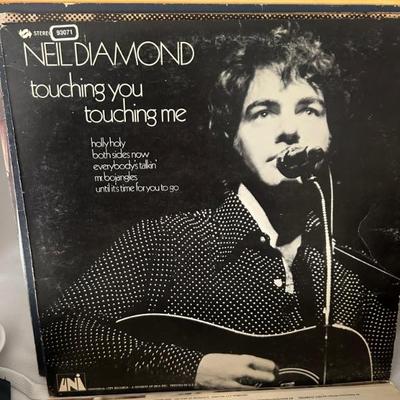 STEREO 93071
NEIL DIAMOND
touching you
touching me
holly holy
both sides now
everybody's talkin'
mr. bojangles
until it's time for you to go
UNI